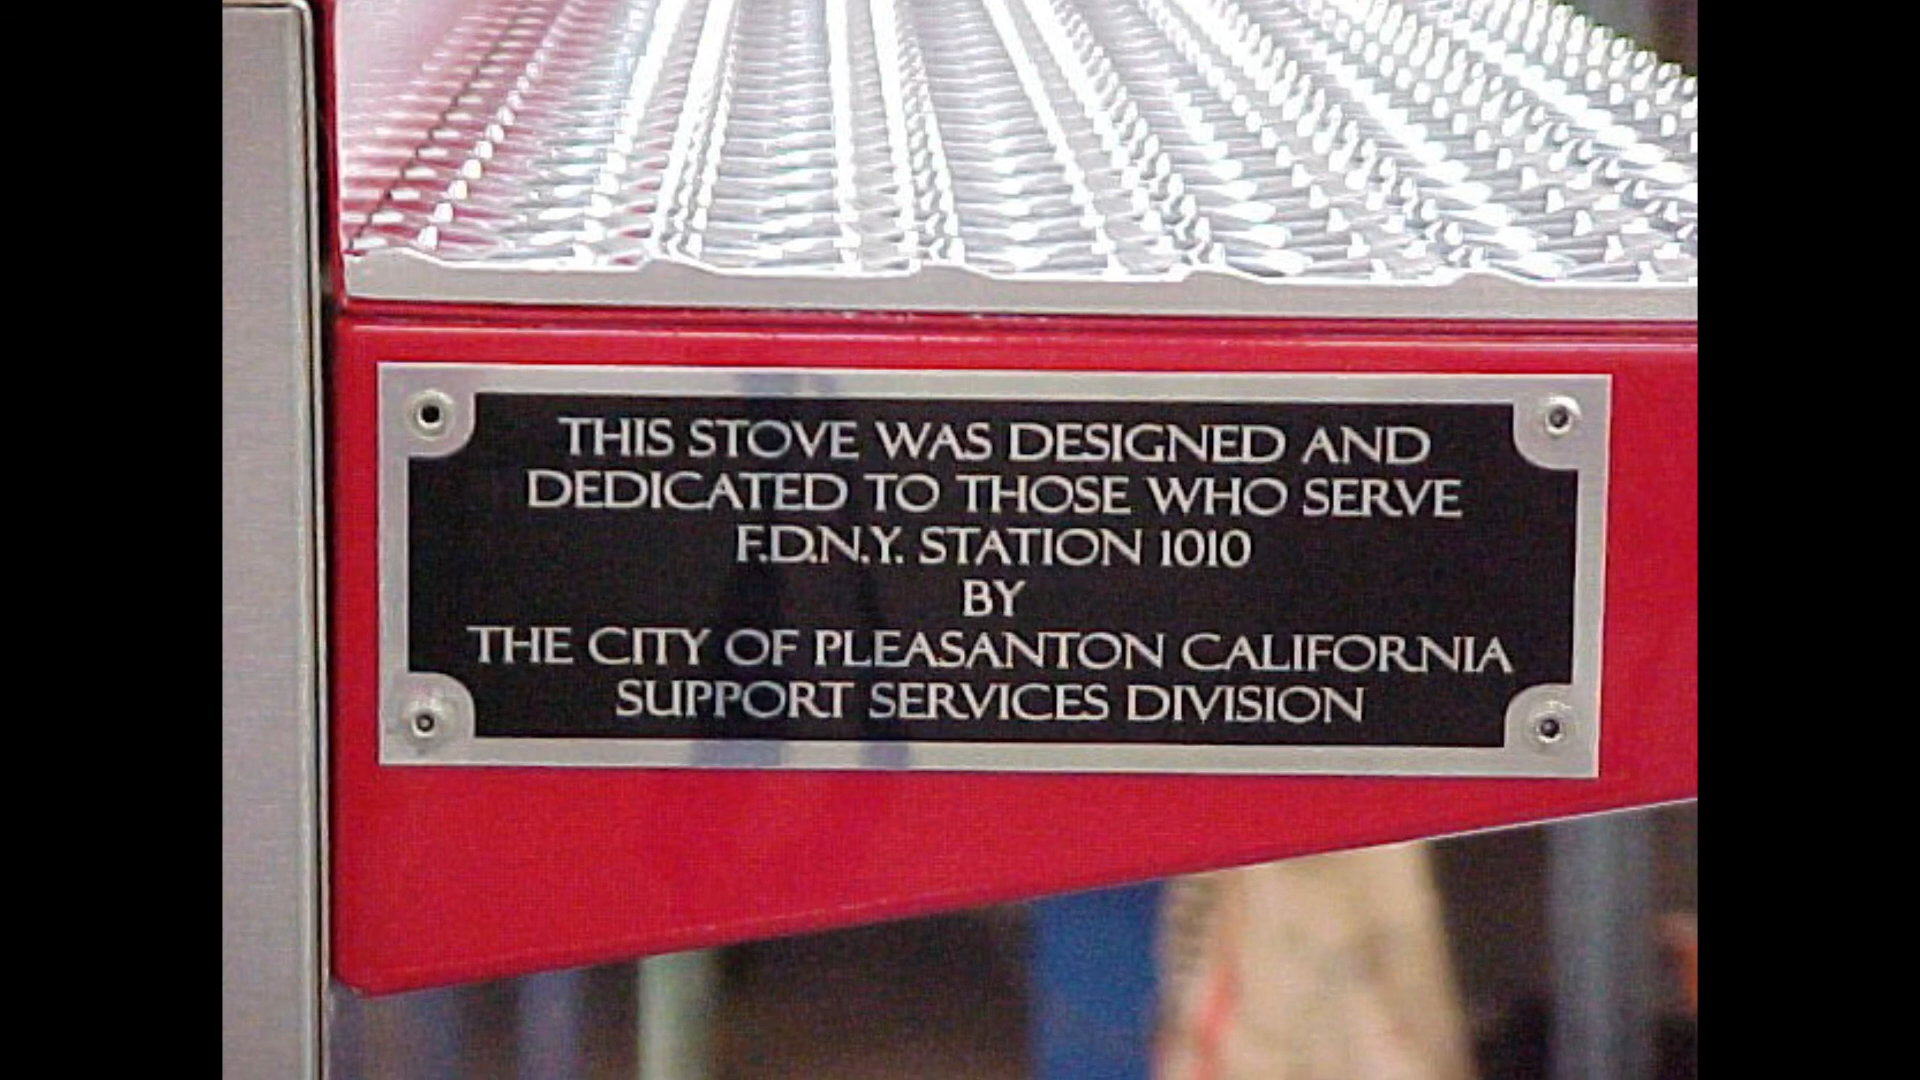 THIS STOVE WAS DESIGNED AND
DEDICATED TO THOSE WHO SERVE
F.D.N.Y. STATION 1010
BY
THE CITY OF PLEASANTON CALIFORNIA
SUPPORT SERVICES DIVISION